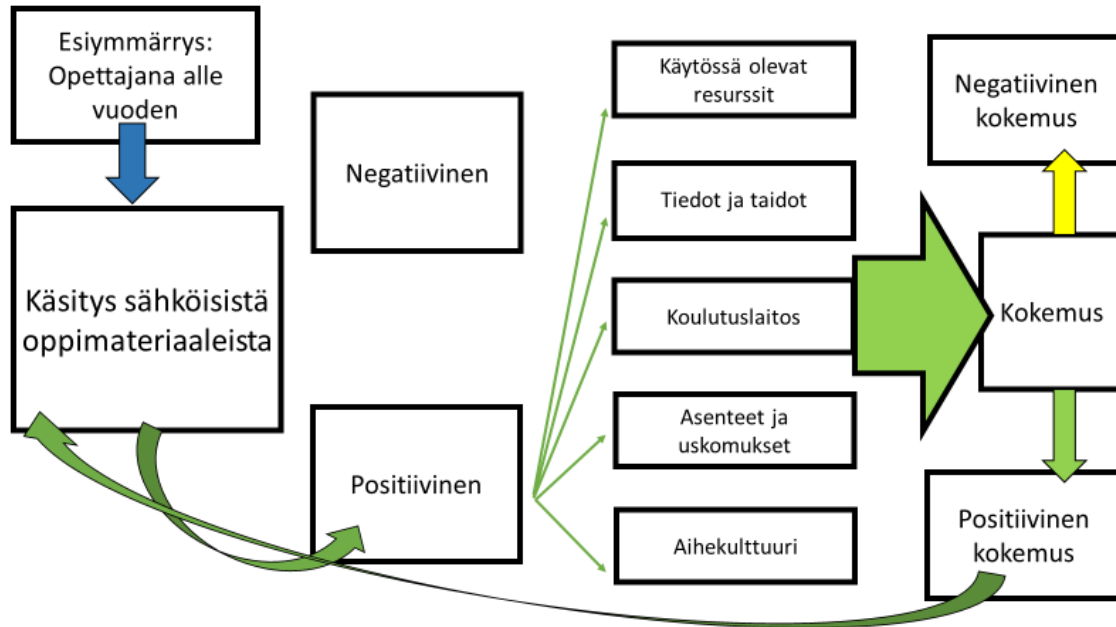 Esiymmärrys:
Opettajana alle
vuoden
Käsitys sähköisistä
oppimateriaaleista
Negatiivinen
Positiivinen
Käytössä olevat
resurssit
Tiedot ja taidot
Koulutuslaitos
Asenteet ja
uskomukset
Aihekulttuuri
Negatiivinen
kokemus
Kokemus
Positiivinen
kokemus